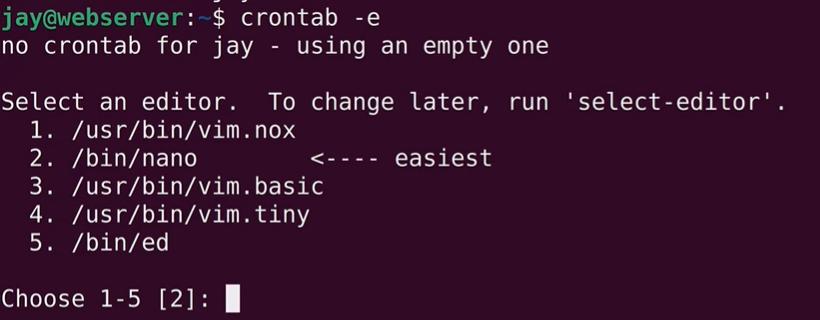 jay@webserver:~$ crontab -e
no crontab for jay - using an empty one

Select an editor.  To change later, run 'select-editor'.
  1. /usr/bin/vim.nox
  2. /bin/nano        <---- easiest
  3. /usr/bin/vim.basic
  4. /usr/bin/vim.tiny
  5. /bin/ed

Choose 1-5 [2]: